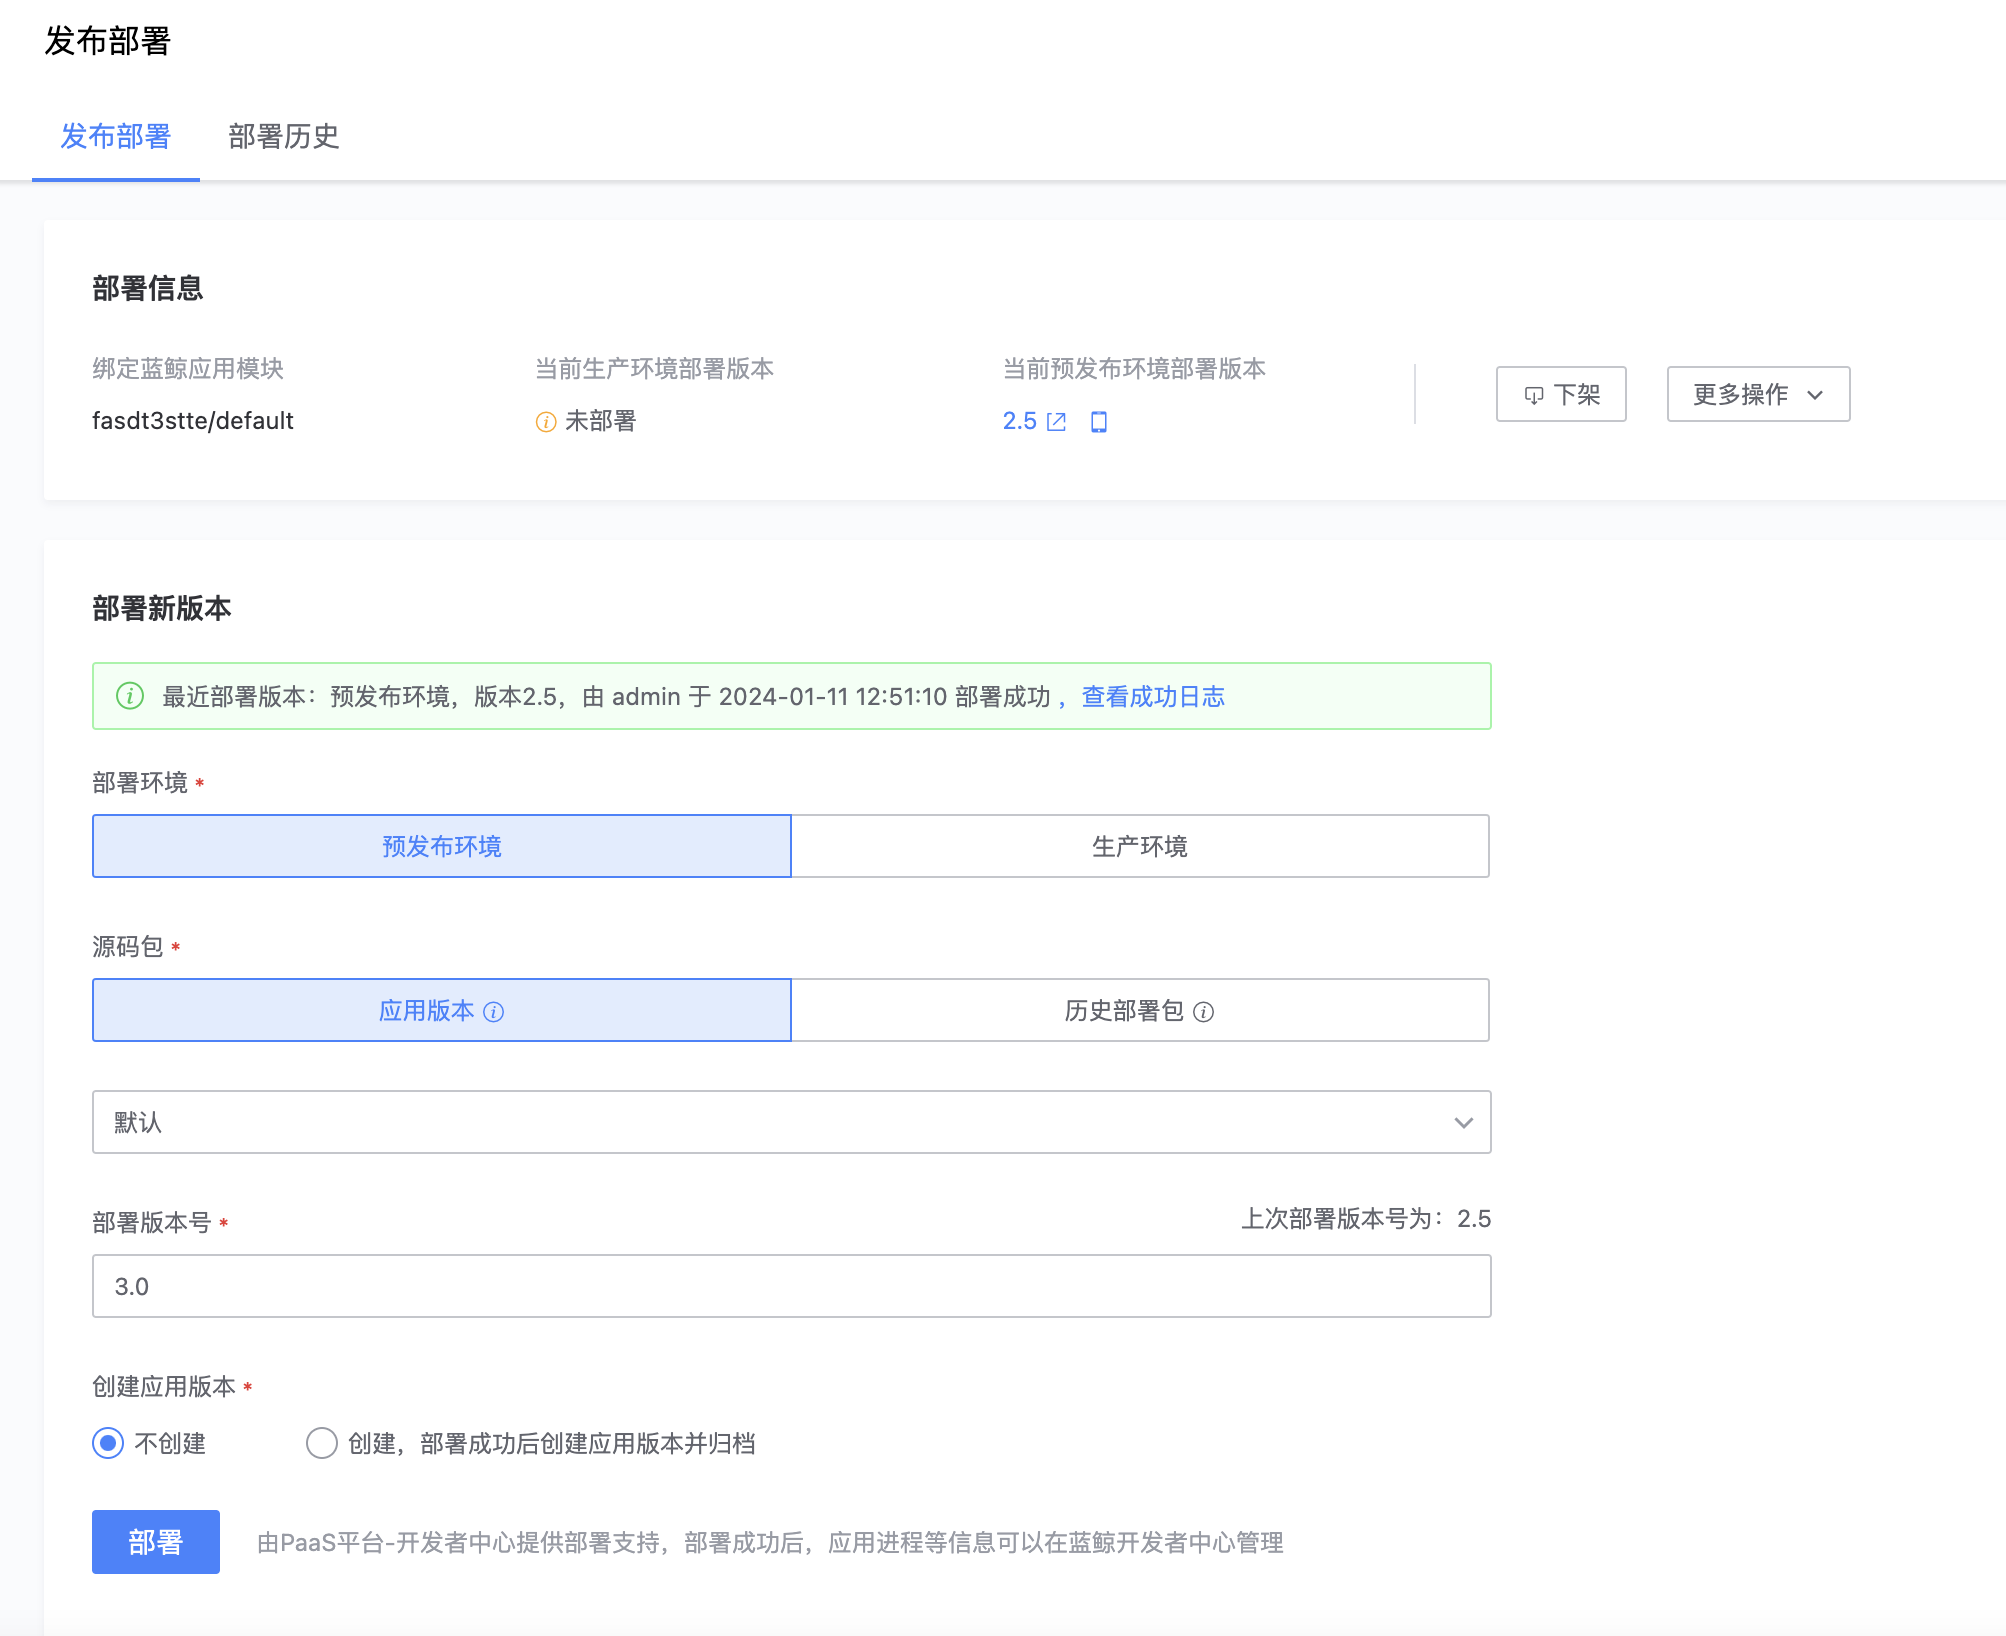 发布部署
发布部署 部署历史
部署信息
绑定蓝鲸应用模块 当前生产环境部署版本 当前预发布环境部署版本
fasdt3stte/default 未部署 2.5 下架 更多操作
部署新版本
最近部署版本：预发布环境，版本2.5，由 admin 于 2024-01-11 12:51:10 部署成功 ，查看成功日志
部署环境 *
预发布环境 生产环境
源码包 *
应用版本 历史部署包
默认
部署版本号 * 上次部署版本号为：2.5
3.0
创建应用版本 *
不创建 创建，部署成功后创建应用版本并归档
部署 由PaaS平台-开发者中心提供部署支持，部署成功后，应用进程等信息可以在蓝鲸开发者中心管理